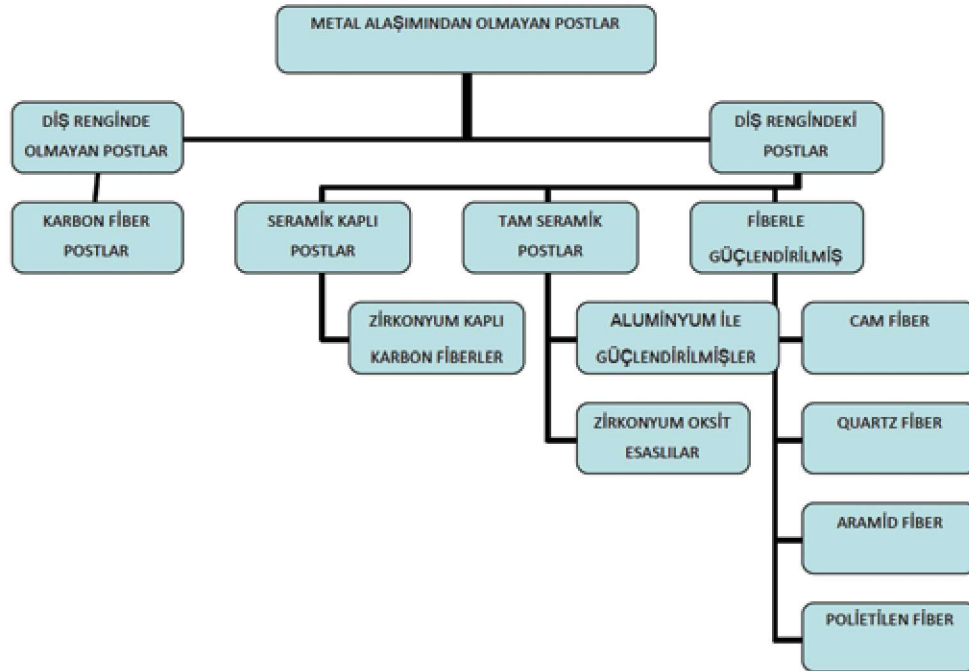 METAL ALAŞIMINDAN OLMAYAN POSTLAR
DİŞ RENGİNDE
OLMAYAN POSTLAR
DİŞ RENGİNDEKİ
POSTLAR
KARBON FİBER
POSTLAR
SERAMİK KAPLI
POSTLAR
TAM SERAMİK
POSTLAR
FİBERLE
GÜÇLENDİRİLMİŞ
ZİRKONYUM KAPLI
KARBON FİBERLER
ALUMİNYUM İLE
GÜÇLENDİRİLMİŞLER
CAM FİBER
ZİRKONYUM OKSİT
ESASLILAR
QUARTZ FİBER
ARAMİD FİBER
POLİETİLEN FİBER